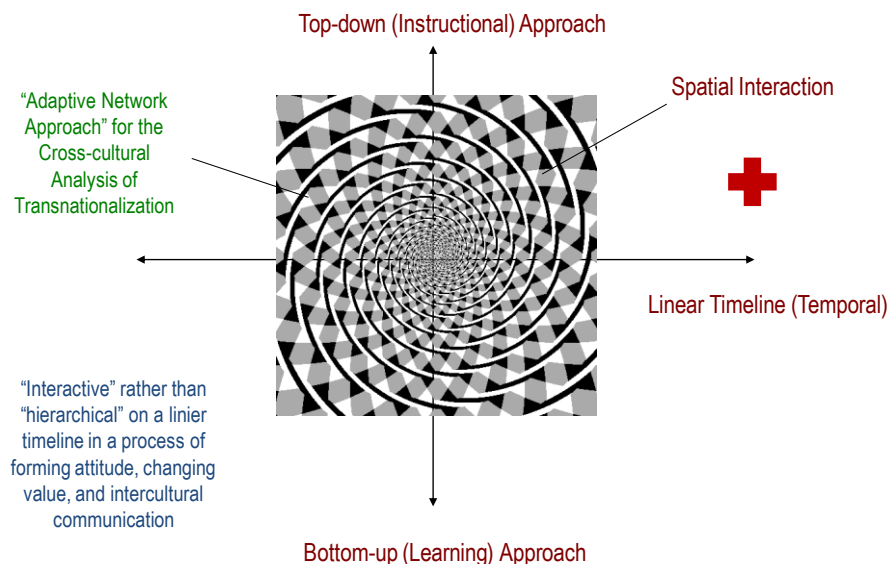 Top-down (Instructional) Approach
Spatial Interaction
“Adaptive Network
Approach” for the
Cross-cultural
Analysis of
Transnationalization
Linear Timeline (Temporal)
“Interactive” rather than
“hierarchical” on a linier
timeline in a process of
forming attitude, changing
value, and intercultural
communication
Bottom-up (Learning) Approach